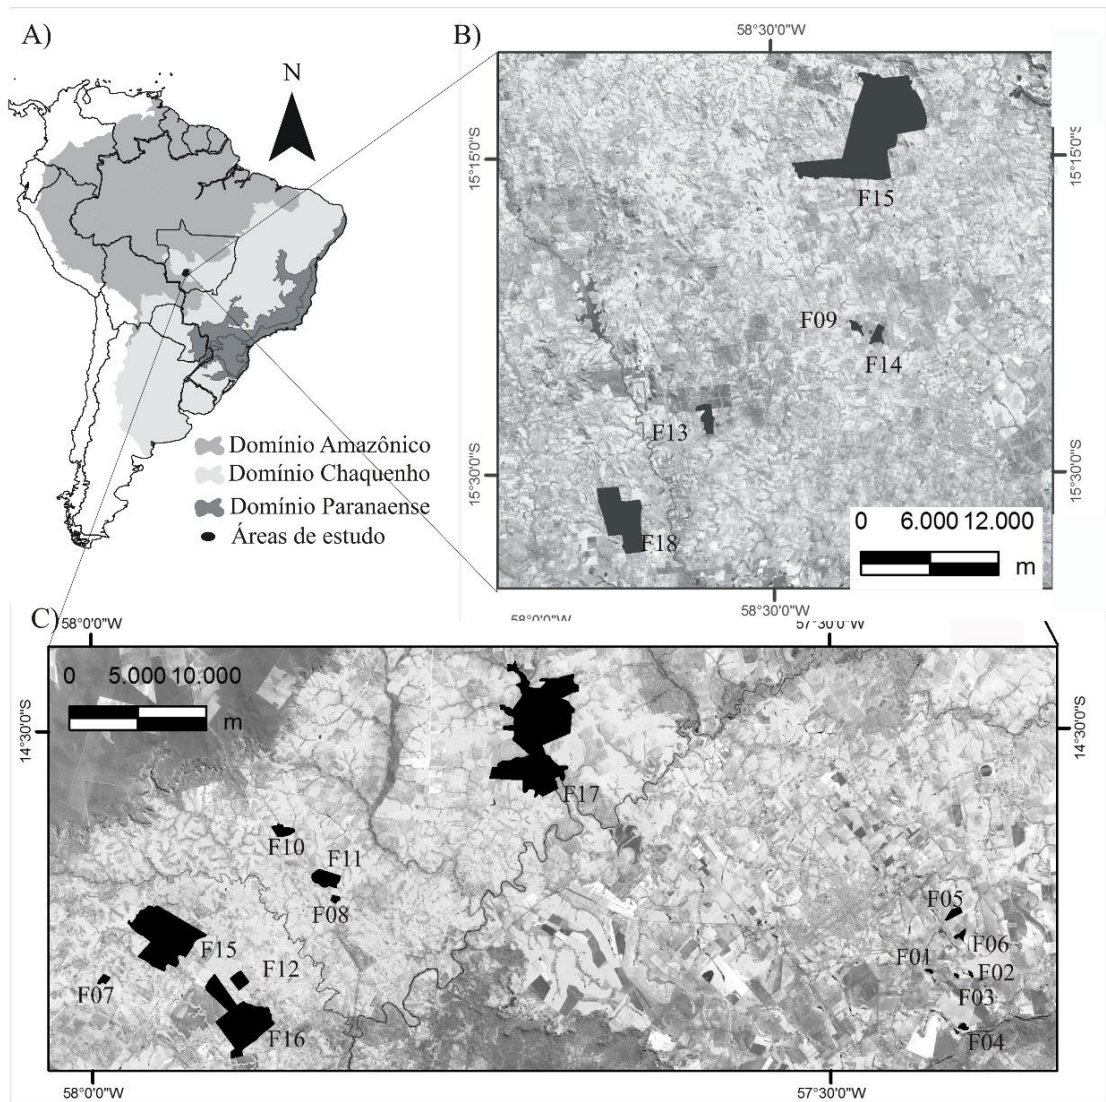 A)
N
Domínio Amazônico
Domínio Chaquenho
Domínio Paranaense
Áreas de estudo
B)
58°30'0"W
15°15'0"S
15°15'0"S
F15
F09
F14
F13
15°30'0"S
15°30'0"S
F18
0 6.000 12.000
m
58°30'0"W
C)
58°0'0"W
58°0'0"W
57°30'0"W
0 5.000 10.000
m
14°30'0"S
14°30'0"S
F17
F10
F11
F08
F15
F12
F07
F16
F05
F06
F01
F02
F03
F04
58°0'0"W
57°30'0"W